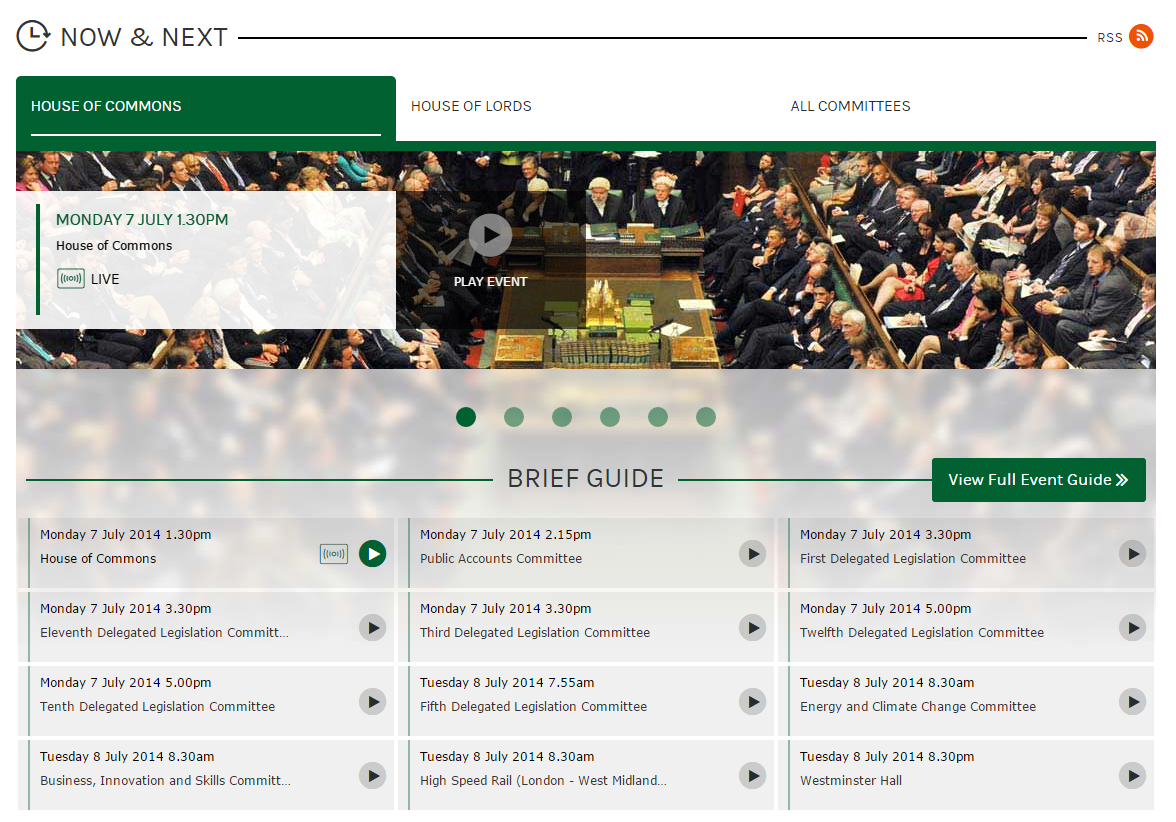 NOW & NEXT
RSS
HOUSE OF COMMONS
HOUSE OF LORDS
ALL COMMITTEES
MONDAY 7 JULY 1.30PM
House of Commons
LIVE
PLAY EVENT
BRIEF GUIDE
View Full Event Guide »
Monday 7 July 2014 1.30pm
House of Commons
Monday 7 July 2014 2.15pm
Public Accounts Committee
Monday 7 July 2014 3.30pm
First Delegated Legislation Committee
Monday 7 July 2014 3.30pm
Eleventh Delegated Legislation Committ...
Monday 7 July 2014 3.30pm
Third Delegated Legislation Committee
Monday 7 July 2014 5.00pm
Twelfth Delegated Legislation Committee
Monday 7 July 2014 5.00pm
Tenth Delegated Legislation Committee
Tuesday 8 July 2014 7.55am
Fifth Delegated Legislation Committee
Tuesday 8 July 2014 8.30am
Energy and Climate Change Committee
Tuesday 8 July 2014 8.30am
Business, Innovation and Skills Committ...
Tuesday 8 July 2014 8.30am
High Speed Rail (London - West Midland...
Tuesday 8 July 2014 8.30pm
Westminster Hall